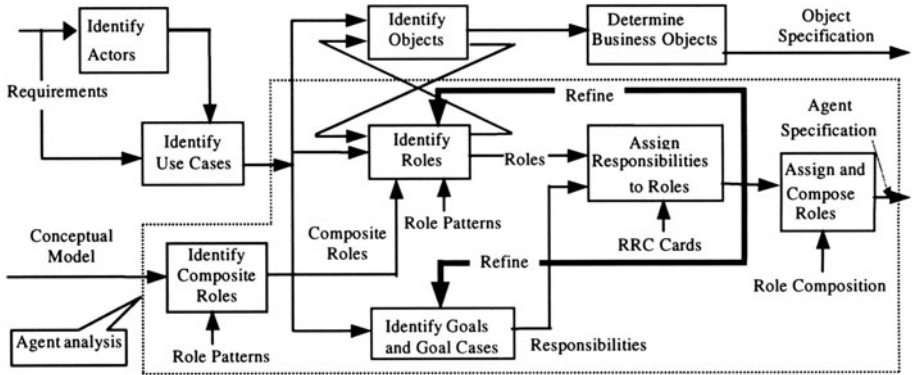 Identify
Actors
Identify
Objects
Determine
Business Objects
Object
Specification
Requirements
Refine
Identify
Use Cases
Identify
Roles
Roles
Assign
Responsibilities
to Roles
Agent
Specification
Assign and
Compose
Roles
Conceptual
Model
Composite
Roles
Role Patterns
RRC Cards
Identify
Composite
Roles
Refine
Role Composition
Agent analysis
Role Patterns
Identify Goals
and Goal Cases
Responsibilities